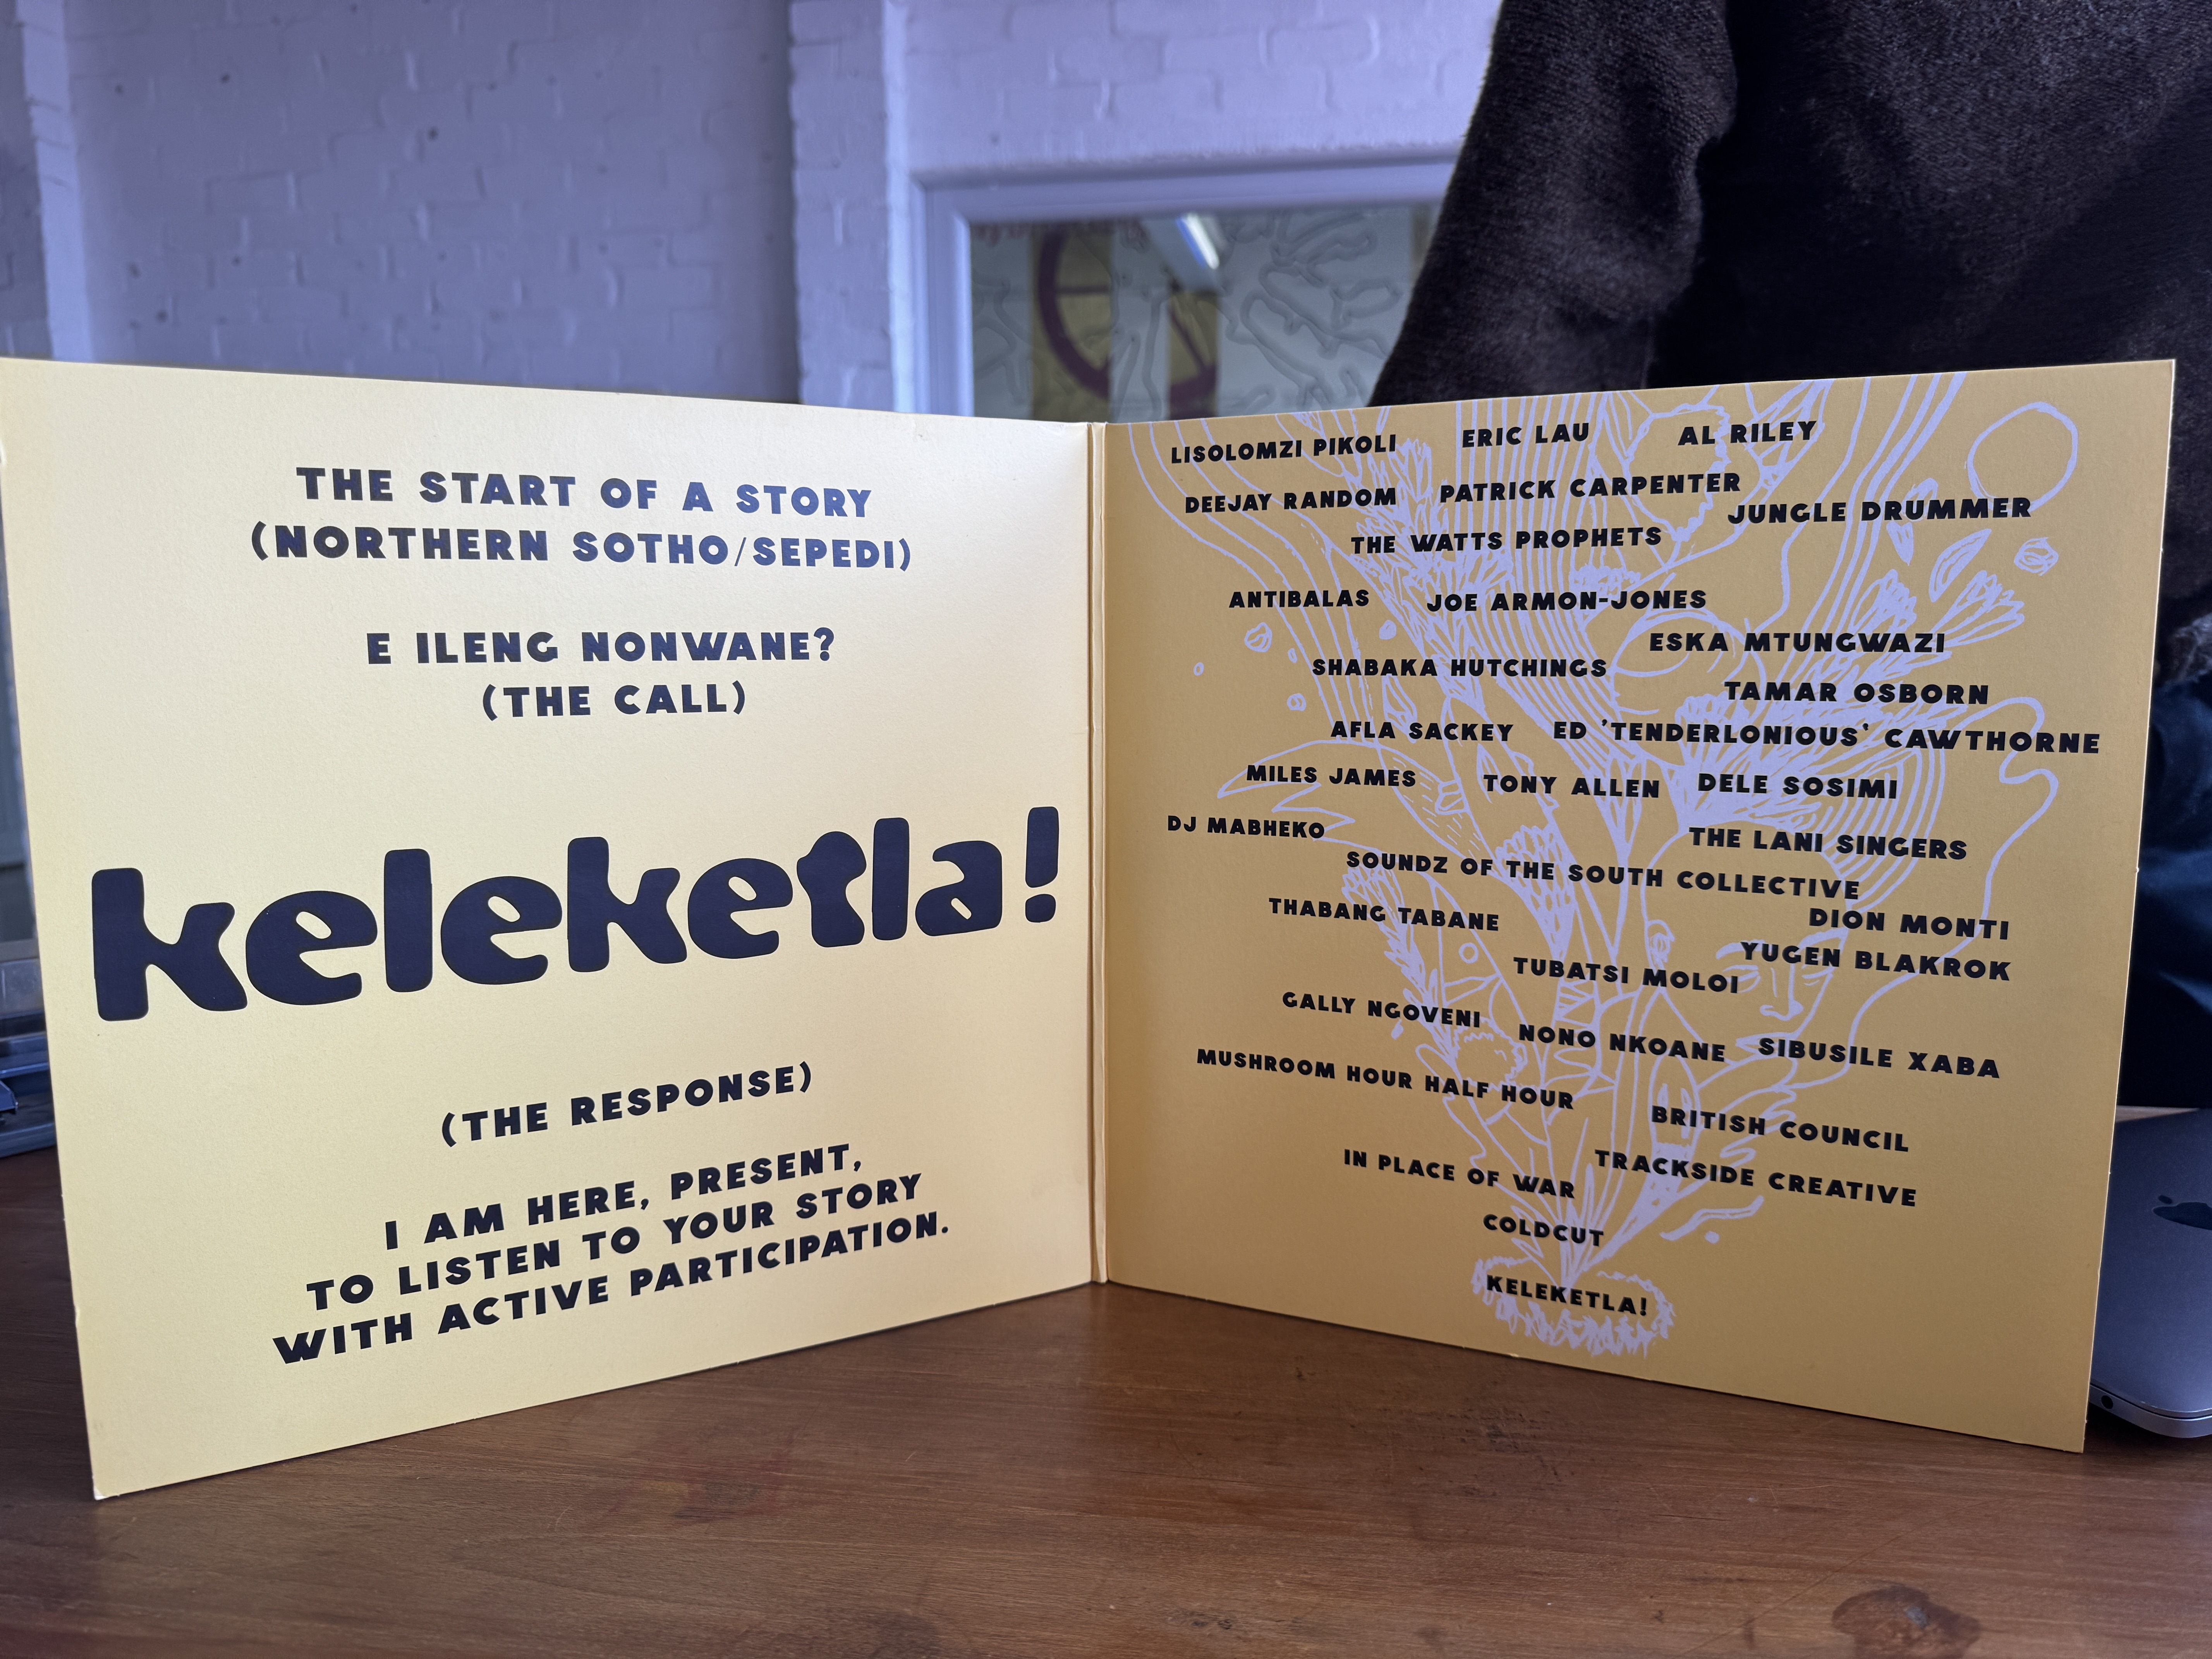 THE START OF A STORY
(NORTHERN SOTHO/SEPEDI)
E ILENG NONWANE?
(THE CALL)
keleketla!
(THE RESPONSE)
I AM HERE, PRESENT,
TO LISTEN TO YOUR STORY
WITH ACTIVE PARTICIPATION.
LISOLOMZI PIKOLI ERIC LAU AL RILEY
DEEJAY RANDOM PATRICK CARPENTER
JUNGLE DRUMMER
THE WATTS PROPHETS
ANTIBALAS JOE ARMON-JONES
ESKA MTUNGWAZI
SHABAKA HUTCHINGS
TAMAR OSBORN
AFLA SACKEY ED 'TENDERLONIOUS' CAWTHORNE
MILES JAMES TONY ALLEN DELE SOSIMI
DJ MABHEKO
THE LANI SINGERS
SOUNDZ OF THE SOUTH COLLECTIVE
THABANG TABANE
DION MONTI
YUGEN BLAKROK
TUBATSI MOLOI
GALLY NGOVENI
NONO NKOANE SIBUSILE XABA
MUSHROOM HOUR HALF HOUR
BRITISH COUNCIL
IN PLACE OF WAR
TRACKSIDE CREATIVE
COLDCUT
KELEKETLA!